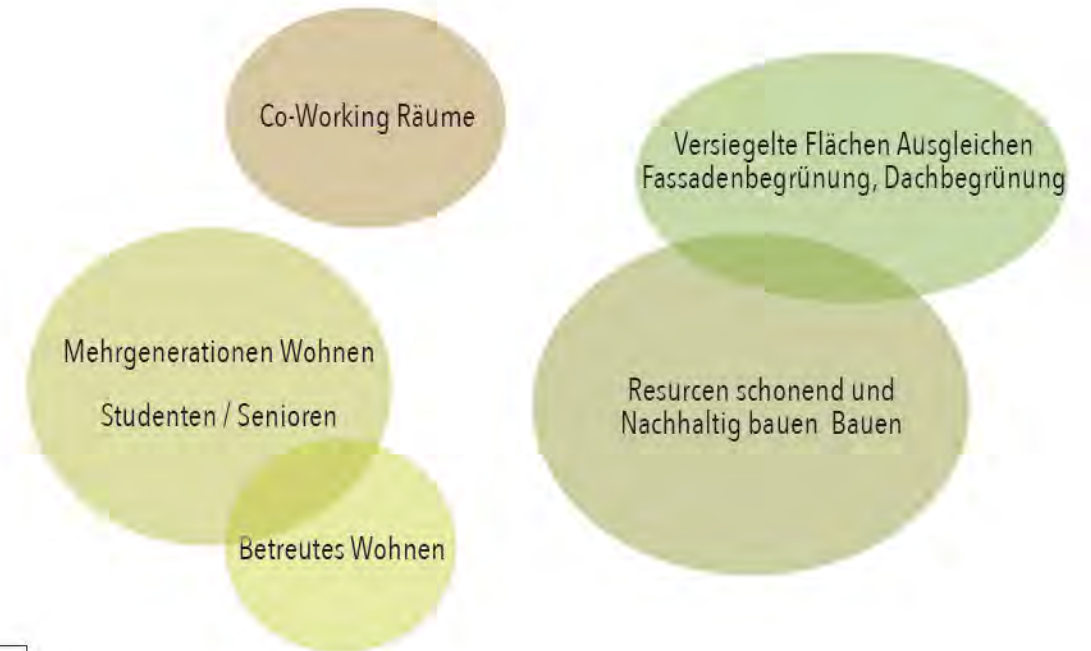 Co-Working Räume
Versiegelte Flächen Ausgleichen
Fassadenbegrünung, Dachbegrünung
Mehrgenerationen Wohnen
Studenten / Senioren
Resurcen schonend und
Nachhaltig bauen  Bauen
Betreutes Wohnen